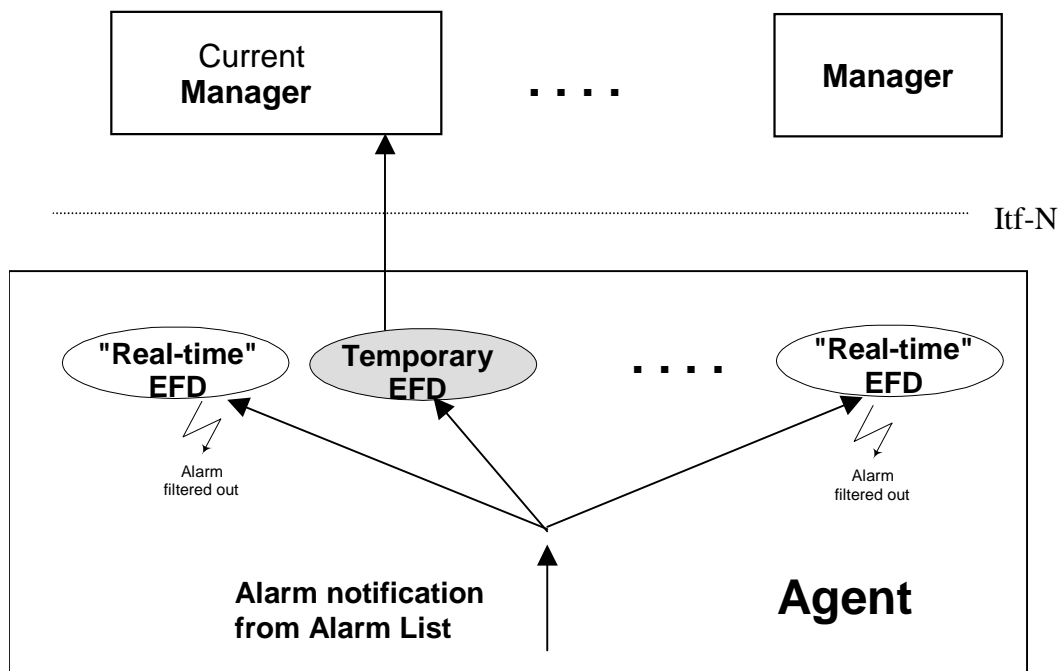 Current
Manager
. . . .
Manager
Itf-N
"Real-time"
EFD
Temporary
EFD
. . . .
"Real-time"
EFD
Alarm
filtered out
Alarm
filtered out
Alarm notification
from Alarm List
Agent